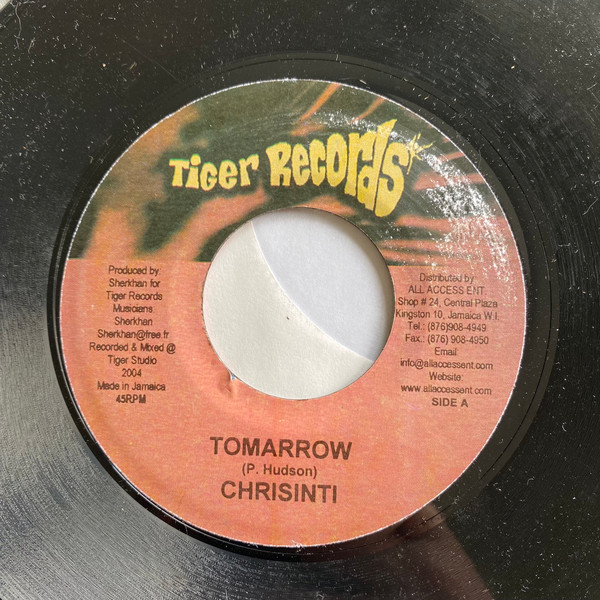 Tiger Records
Produced by:
Sherkhan for
Tiger Records
Musicians
Sherkhan
Sherkhan@free.fr
Recorded & Mixed @
Tiger Studio
2004
Made in Jamaica
45RPM
Distributed by
ALL ACCESS ENT.
Shop # 24, Central Plaza
Kingston 10, Jamaica W.I.
Tel.: (876)908-4949
Fax.: (876) 908-4950
Email:
info@allaccessent.com
Website:
www.allaccessent.com
SIDE A
TOMARROW
(P. Hudson)
CHRISINTI